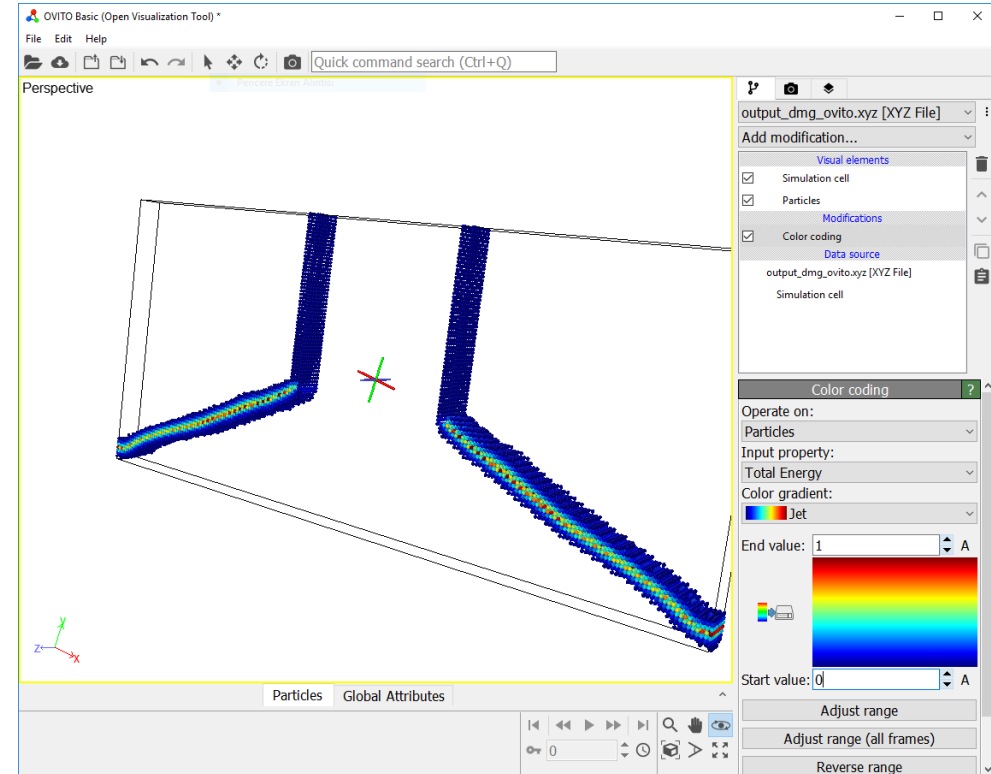 OVITO Basic (Open Visualization Tool) *
File Edit Help
Quick command search (Ctrl+Q)
Perspective
Pencere Ekran Alıntısı
output_dmg_ovito.xyz [XYZ File]
Add modification...
Visual elements
Simulation cell
Particles
Modifications
Color coding
Data source
output_dmg_ovito.xyz [XYZ File]
Simulation cell
Color coding ?
Operate on:
Particles
Input property:
Total Energy
Color gradient:
Jet
End value: 1 A
Start value: 0 A
Adjust range
Adjust range (all frames)
Reverse range
y
z
x
Particles Global Attributes
0